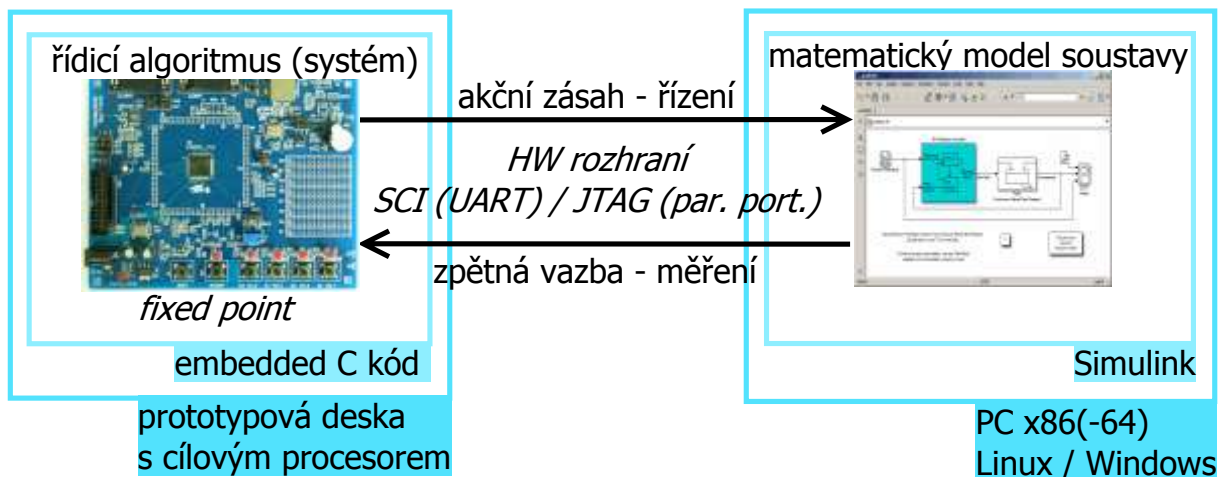 řídicí algoritmus (systém)
fixed point
embedded C kód
prototypová deska
s cílovým procesorem
akční zásah - řízení
HW rozhraní
SCI (UART) / JTAG (par. port.)
zpětná vazba - měření
matematický model soustavy
Simulink
PC x86(-64)
Linux / Windows